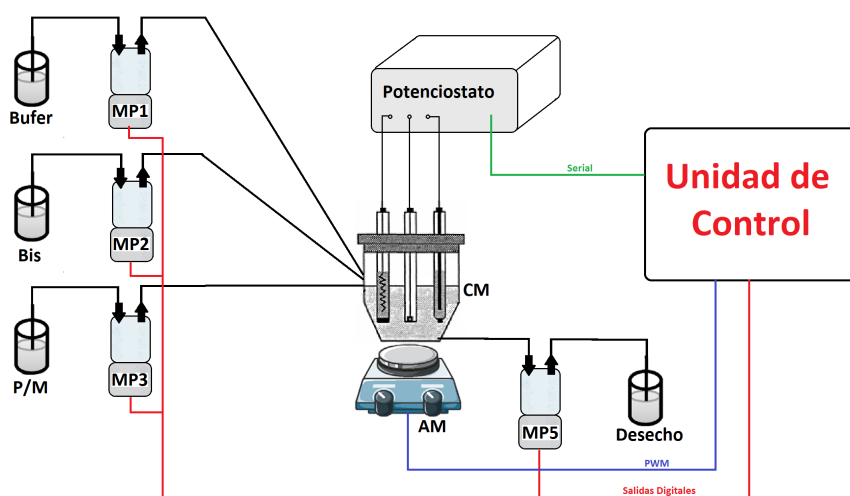 Bufer
MP1
Potenciostato
Serial
Unidad de
Control
Bis
MP2
CM
P/M
MP3
AM
MP5
Desecho
PWM
Salidas Digitales